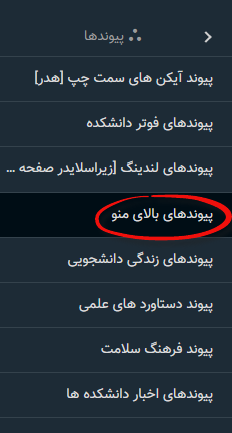 پیوندها
پیوند آیکن های سمت چپ [هدر]
پیوندهای فوتر دانشکده
پیوندهای لندینگ [زیراسلایدر صفحه ...
پیوندهای بالای منو
پیوندهای زندگی دانشجویی
پیوند دستاورد های علمی
پیوند فرهنگ سلامت
پیوندهای اخبار دانشکده ها